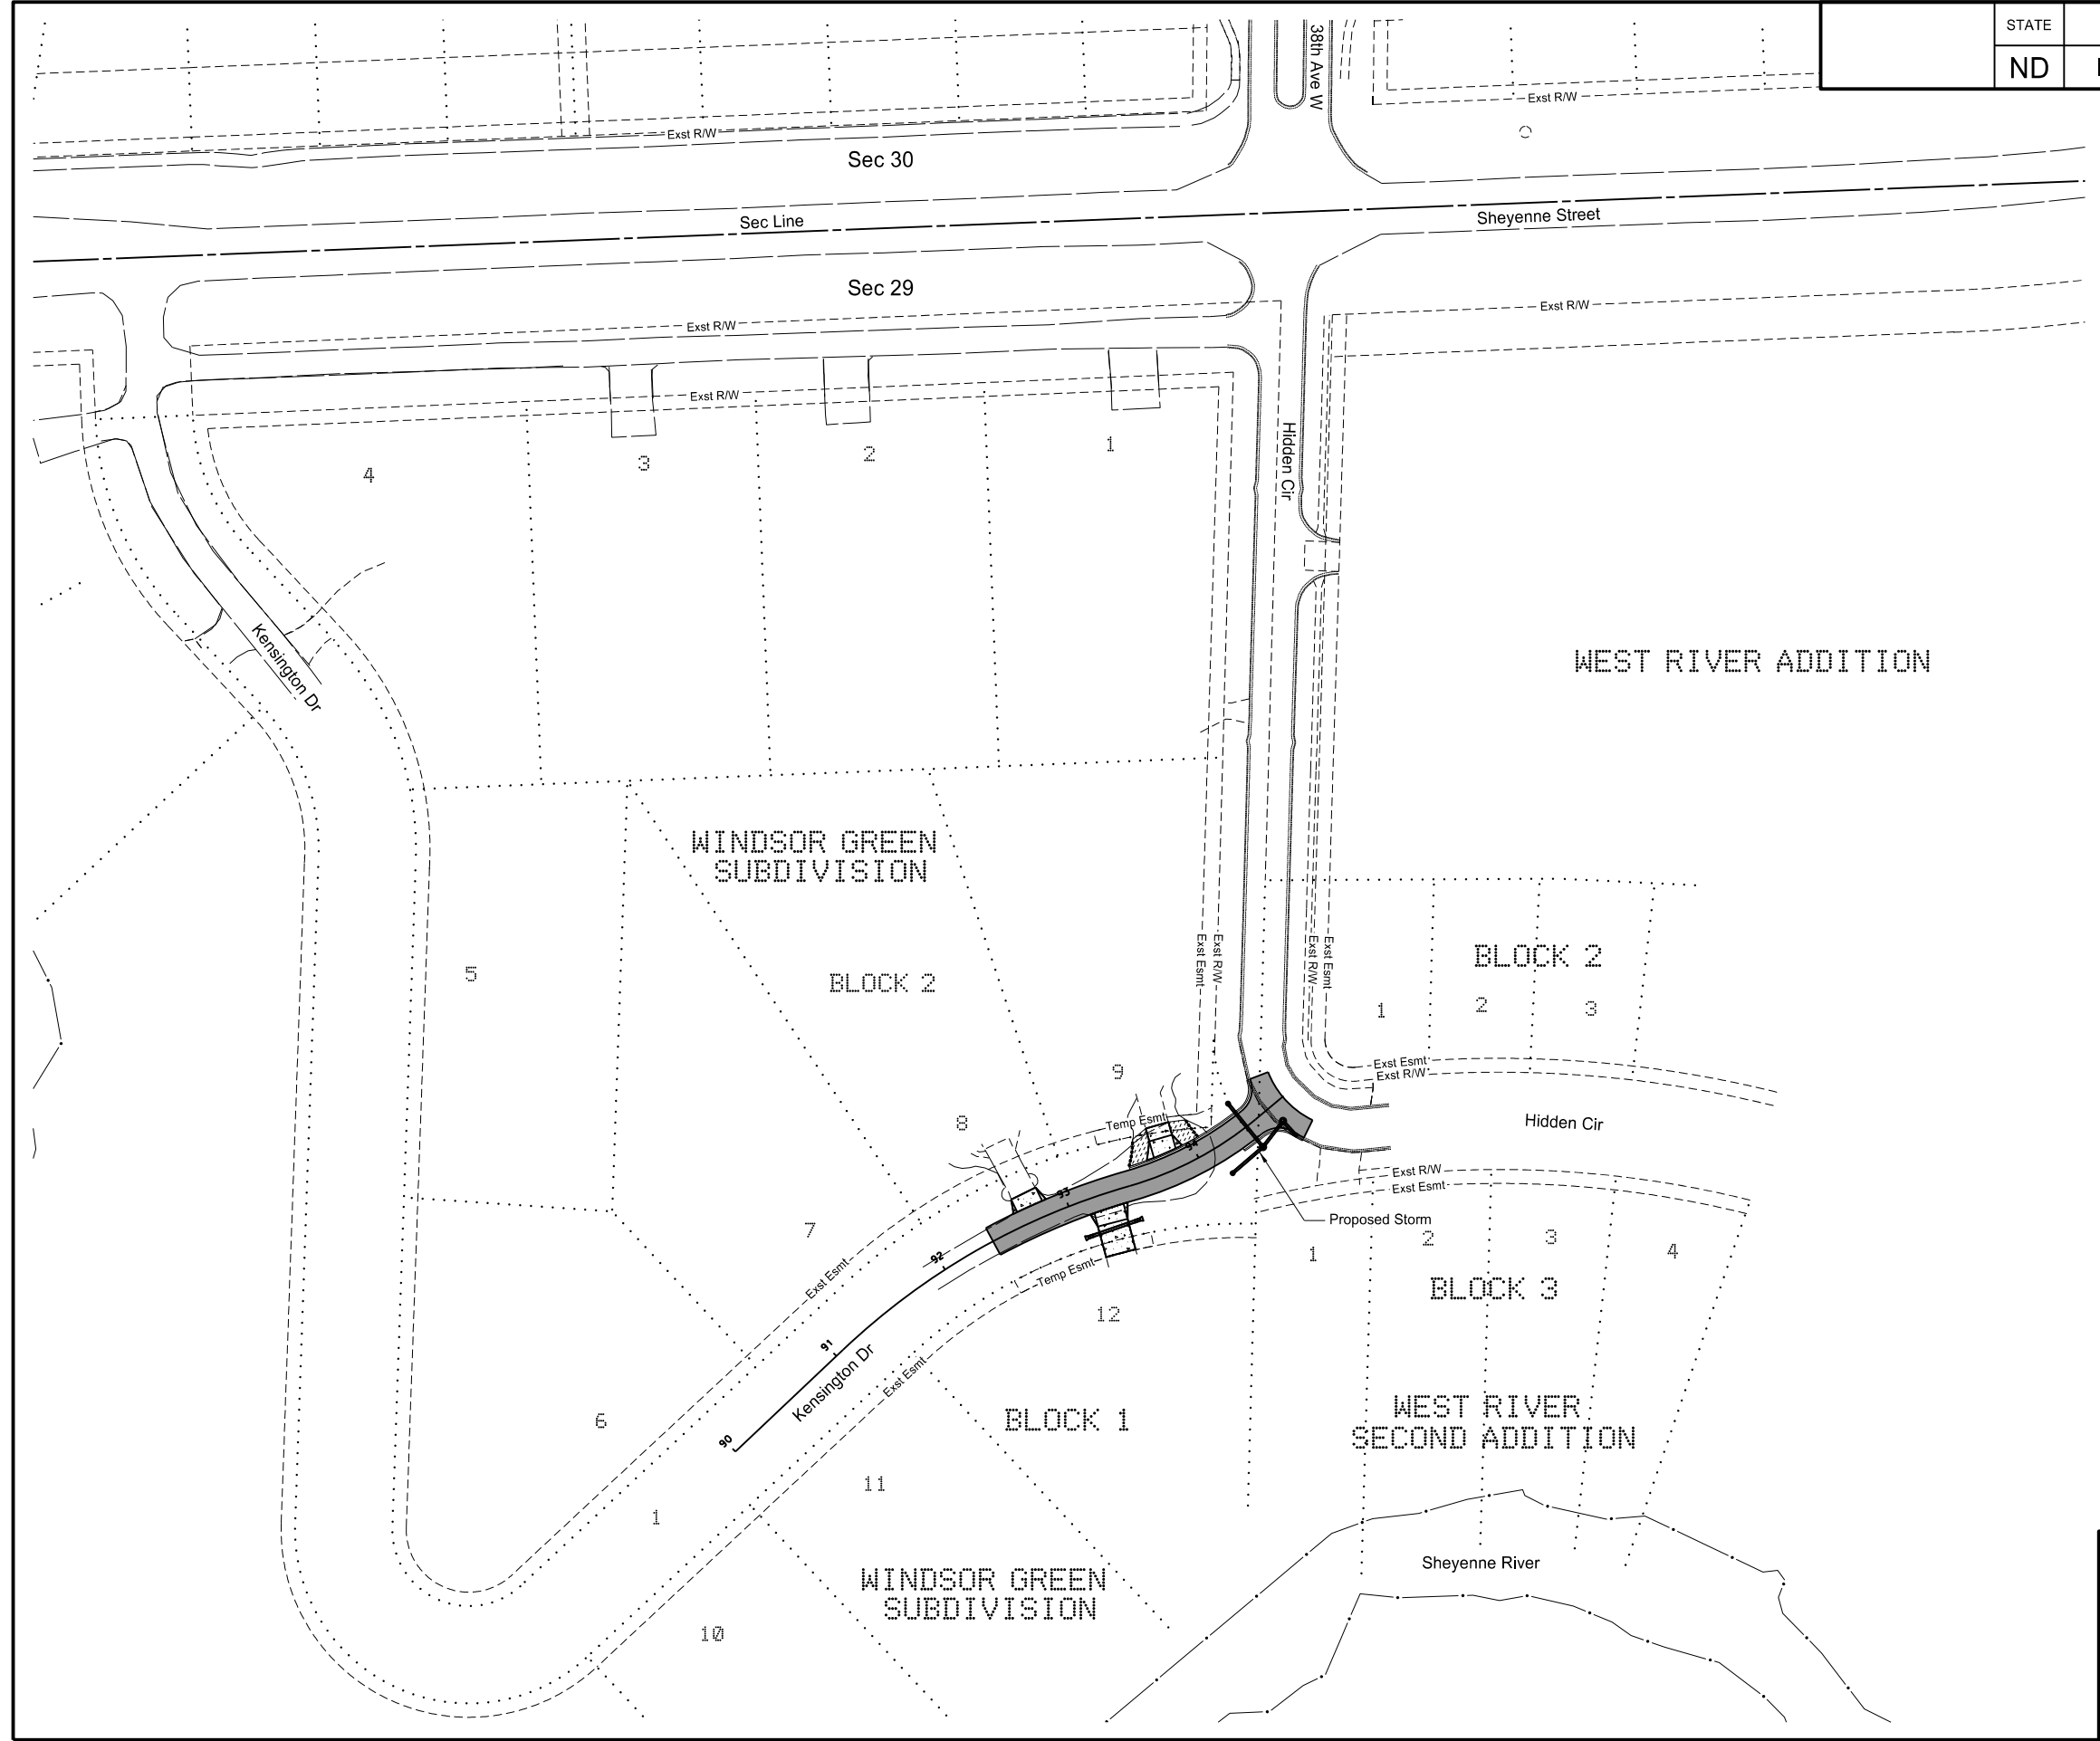 STATE
ND
38th Ave W
Exst R/W
Exst R/W
Sec 30
Sec Line
Sheyenne Street
Sec 29
Exst R/W
Exst R/W
Exst R/W
Hidden Cir
4
3
2
1
Kensington Dr
WEST RIVER ADDITION
WINDSOR GREEN
SUBDIVISION
5
BLOCK 2
Exst Esmt
Exst R/W
Exst R/W
Exst Esmt
BLOCK 2
1
2
3
Exst Esmt
Exst R/W
9
8
Temp Esmt
Hidden Cir
94
93
92
91
90
Exst R/W
Exst Esmt
Proposed Storm
7
Exst Esmt
Temp Esmt
12
1
2
3
4
BLOCK 3
Kensington Dr
Exst Esmt
6
BLOCK 1
WEST RIVER
SECOND ADDITION
11
1
WINDSOR GREEN
SUBDIVISION
10
Sheyenne River